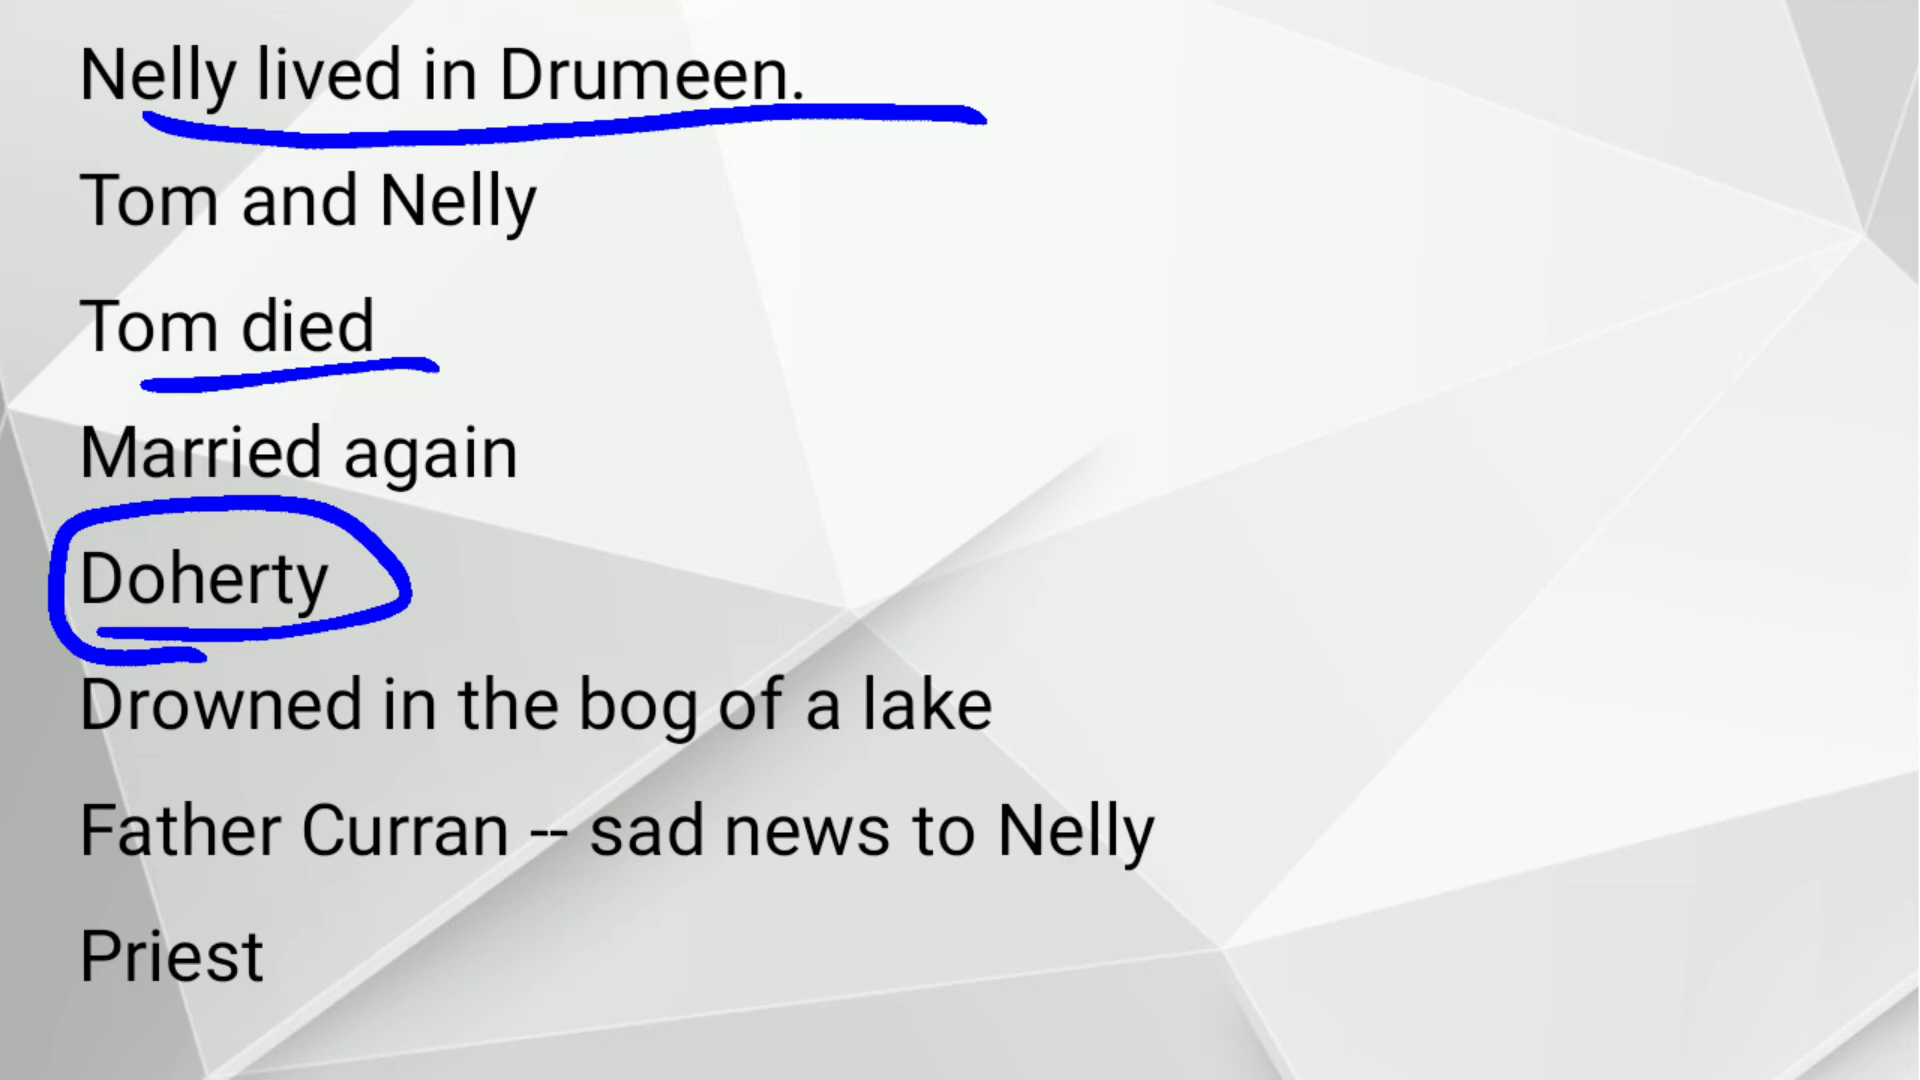 Nelly lived in Drumeen.
Tom and Nelly
Tom died
Married again
Doherty
Drowned in the bog of a lake
Father Curran -- sad news to Nelly
Priest